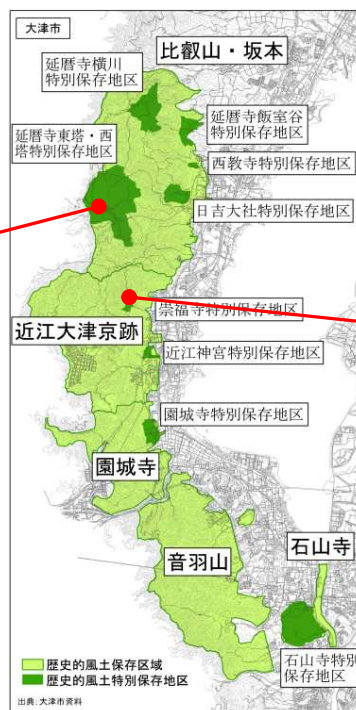 大津市
比叡山・坂本
延暦寺横川
特別保存地区
延暦寺飯室谷
特別保存地区
延暦寺東塔・西
塔特別保存地区
西教寺特別保存地区
日吉大社特別保存地区
崇福寺特別保存地区
近江大津京跡
近江神宮特別保存地区
園城寺特別保存地区
園城寺
石山寺
音羽山
石山寺特別
保存地区
歴史的風土保存区域
歴史的風土特別保存地区
出典:大津市資料